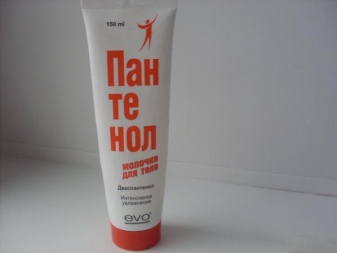 150 ml
Пан
те
нол
молочко
для тела
Декспантенол
Интенсивное
увлажнение
evo